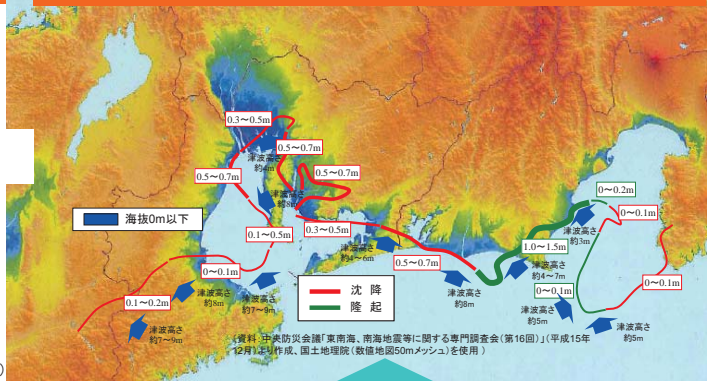 0.3〜0.5m
津波高さ
約4m
0.5〜0.7m
0.5〜0.7m
0.5〜0.7m
津波高さ
約8m
海抜0m以下
0.1〜0.5m
0.3〜0.5m
0〜0.2m
0〜0.1m
津波高さ
約3m
1.0〜1.5m
津波高さ
約4〜6m
0〜0.1m
0.5〜0.7m
津波高さ
約4〜7m
0〜0.1m
0〜0.1m
0.1〜0.2m
津波高さ
約8m
津波高さ
約7〜9m
沈 降
隆 起
津波高さ
約8m
津波高さ
約5m
津波高さ
約5m
津波高さ
約7〜9m
(資料：中央防災会議「東南海、南海地震等に関する専門調査会(第16回)」(平成15年
12月)より作成、国土地理院(数値地図50mメッシュ)を使用)
)